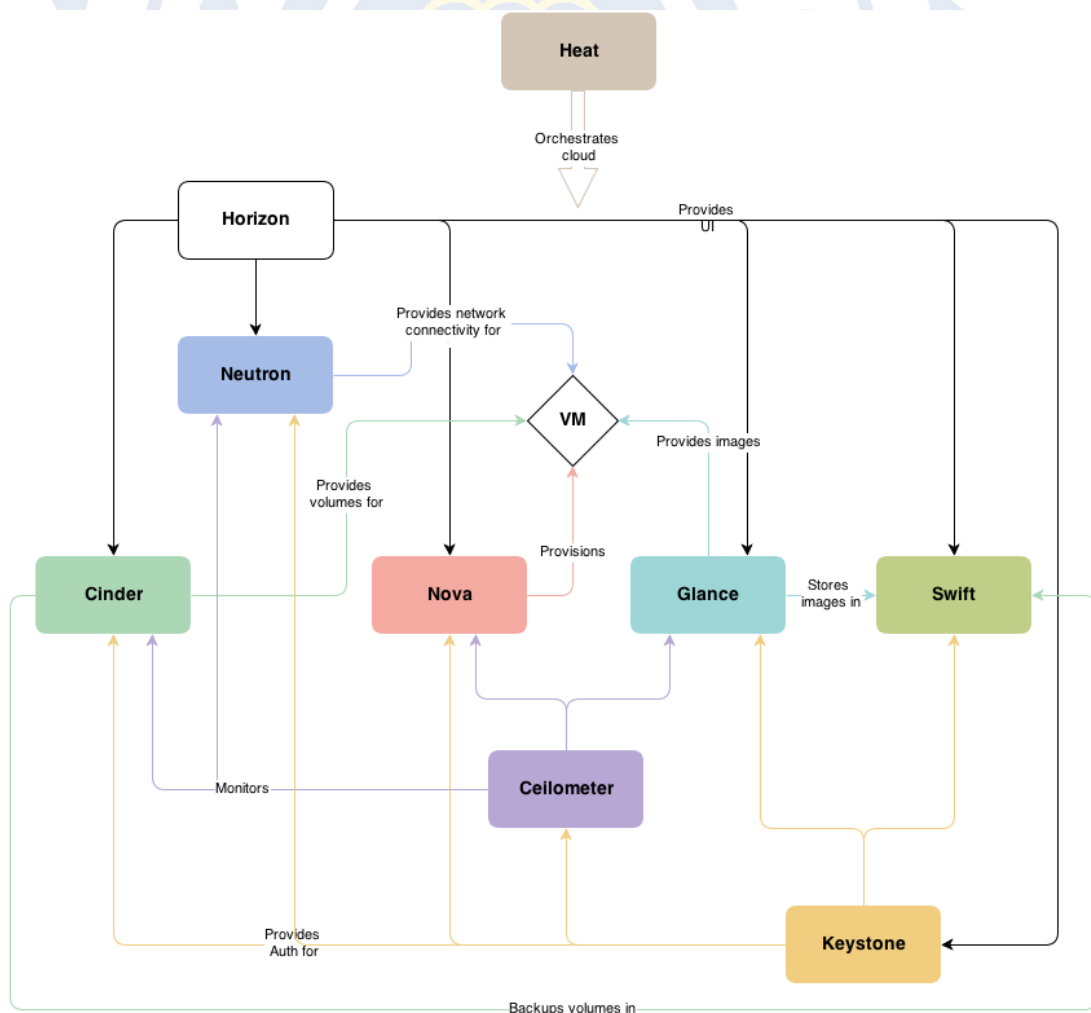 Heat
Orchestrates
cloud
Provides
UI
Horizon
Provides network
connectivity for
Neutron
VM
Provides images
Provides
volumes for
Provisions
Cinder
Nova
Glance
Stores
images in
Swift
Ceilometer
Monitors
Provides
Auth for
Keystone
Backups volumes in